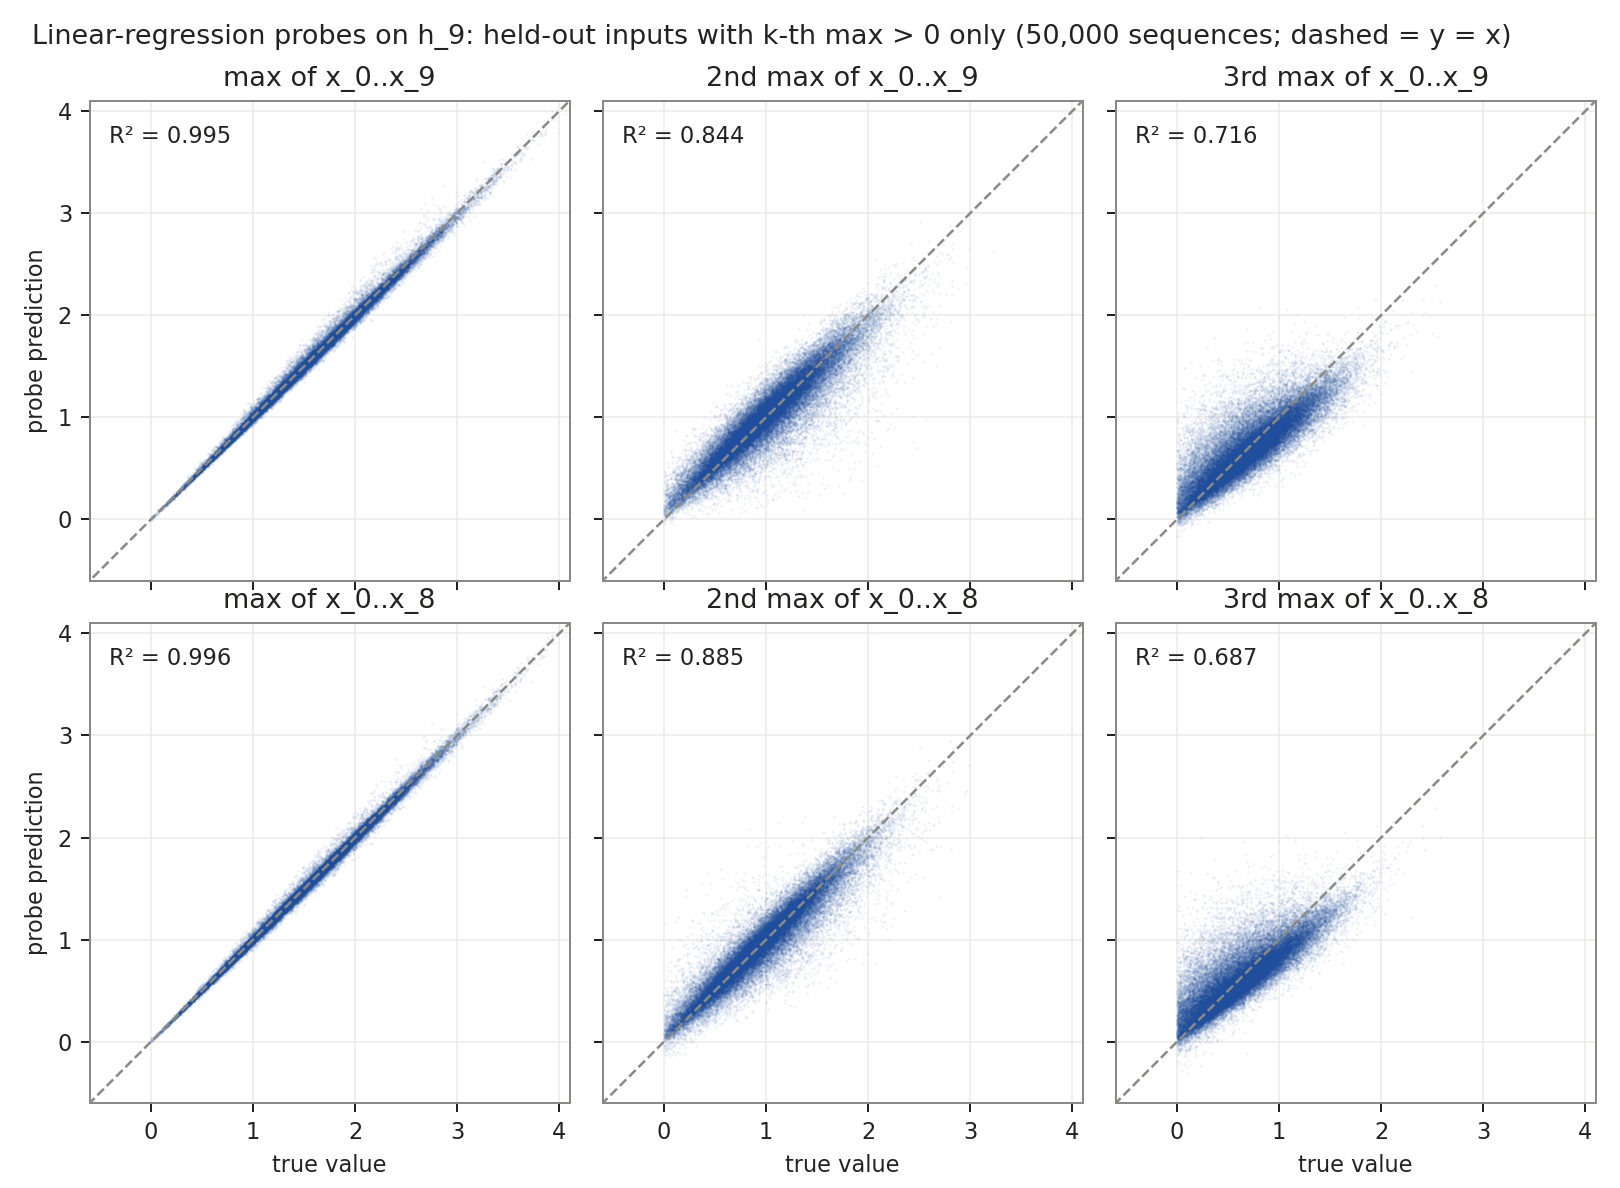 Linear-regression probes on h_9: held-out inputs with k-th max > 0 only (50,000 sequences; dashed = y = x)
max of x_0..x_9
2nd max of x_0..x_9
3rd max of x_0..x_9
R² = 0.995
R² = 0.844
R² = 0.716
4
3
2
1
0
probe prediction
max of x_0..x_8
2nd max of x_0..x_8
3rd max of x_0..x_8
R² = 0.996
R² = 0.885
R² = 0.687
4
3
2
1
0
probe prediction
0 1 2 3 4
0 1 2 3 4
0 1 2 3 4
true value
true value
true value